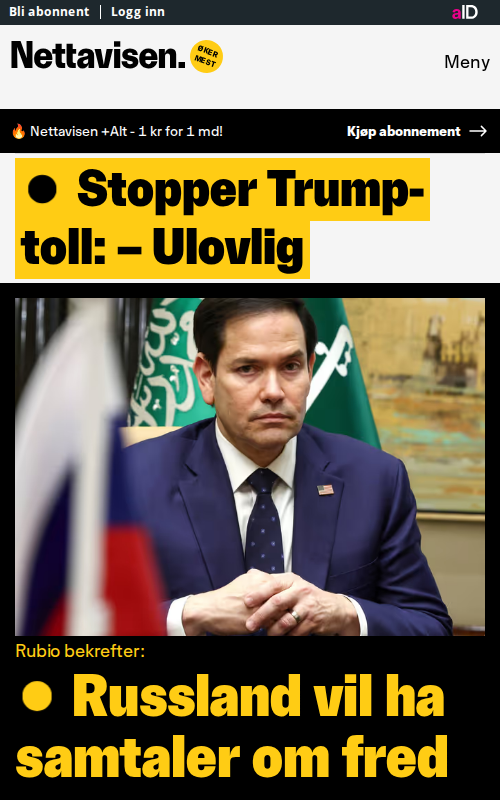 Bli abonnent | Logg inn
aID
Nettavisen.
ØKER
MEST
Meny
🔥 Nettavisen +Alt - 1 kr for 1 md!
Kjøp abonnement →
● Stopper Trump-
toll: – Ulovlig
Rubio bekrefter:
● Russland vil ha
samtaler om fred